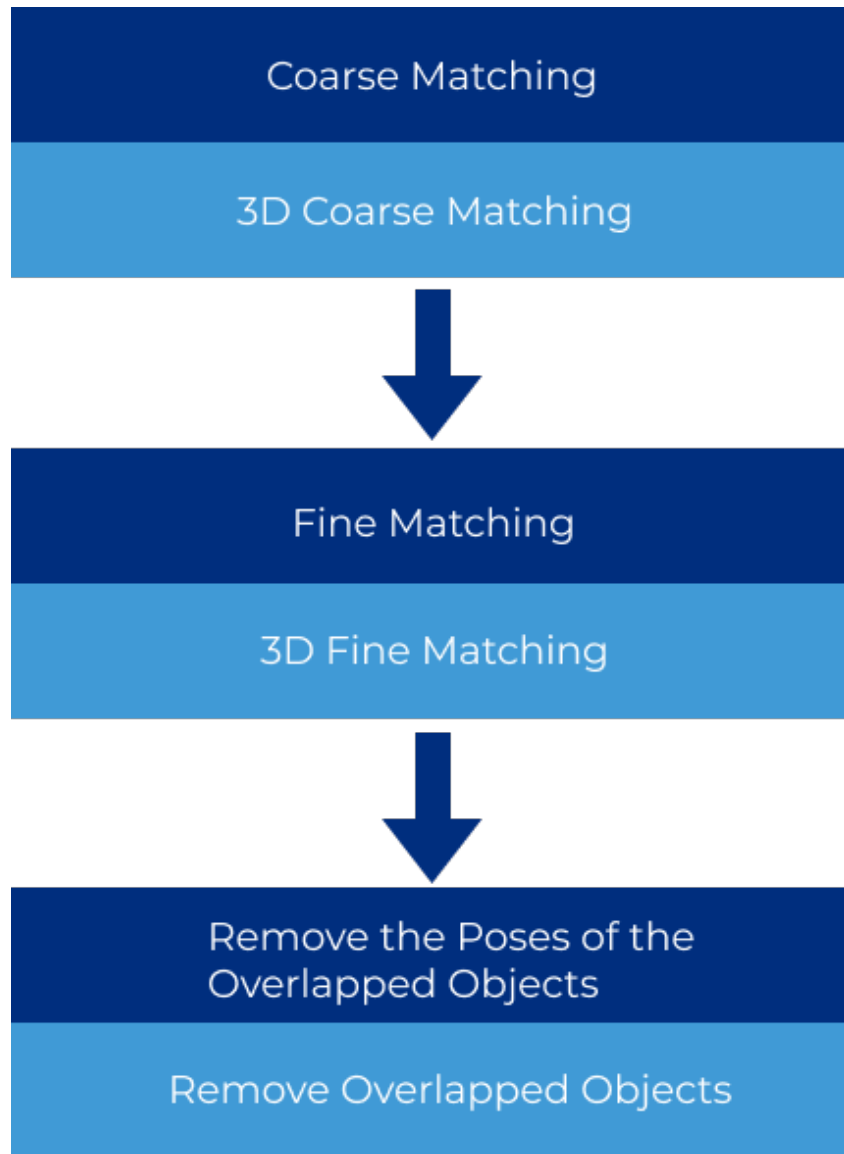 Coarse Matching
3D Coarse Matching
Fine Matching
3D Fine Matching
Remove the Poses of the
Overlapped Objects
Remove Overlapped Objects